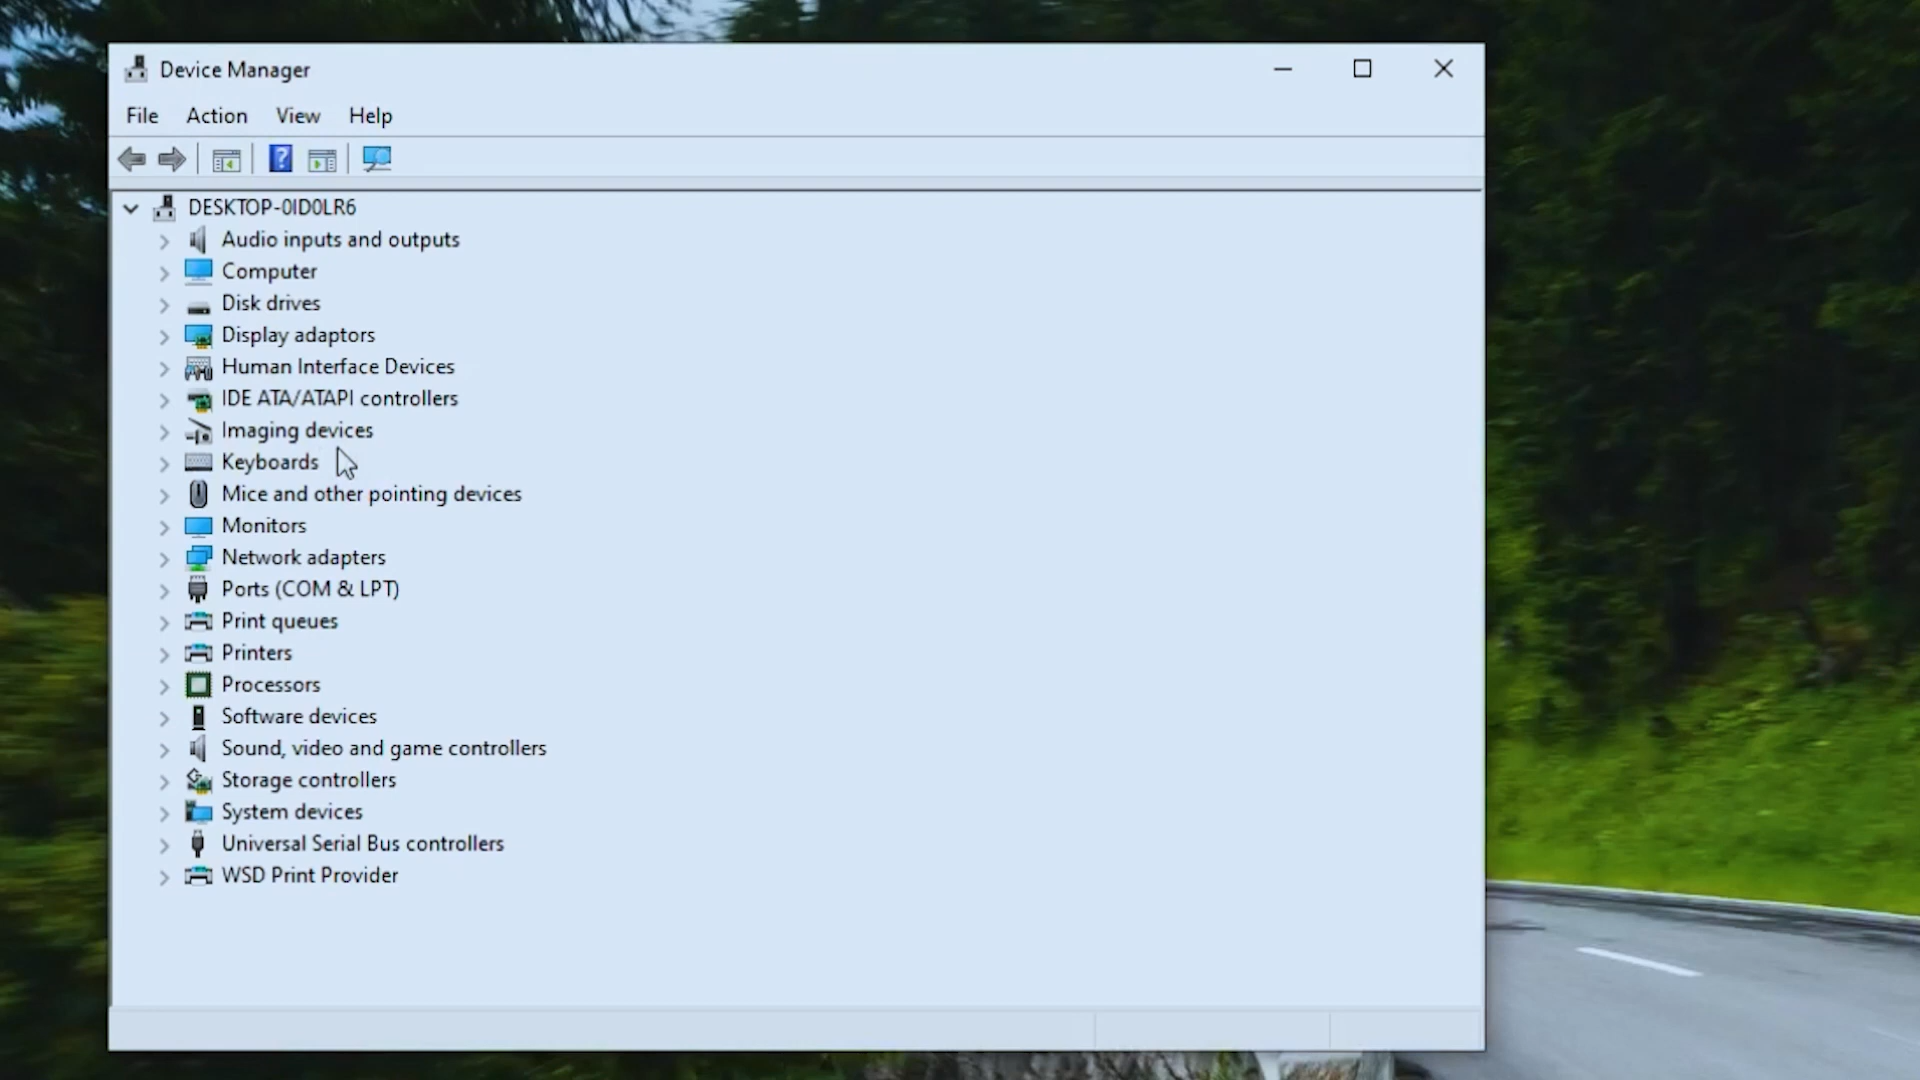 Device Manager
File Action View Help
?
DESKTOP-0ID0LR6
Audio inputs and outputs
Computer
Disk drives
Display adaptors
Human Interface Devices
IDE ATA/ATAPI controllers
Imaging devices
Keyboards
Mice and other pointing devices
Monitors
Network adapters
Ports (COM & LPT)
Print queues
Printers
Processors
Software devices
Sound, video and game controllers
Storage controllers
System devices
Universal Serial Bus controllers
WSD Print Provider